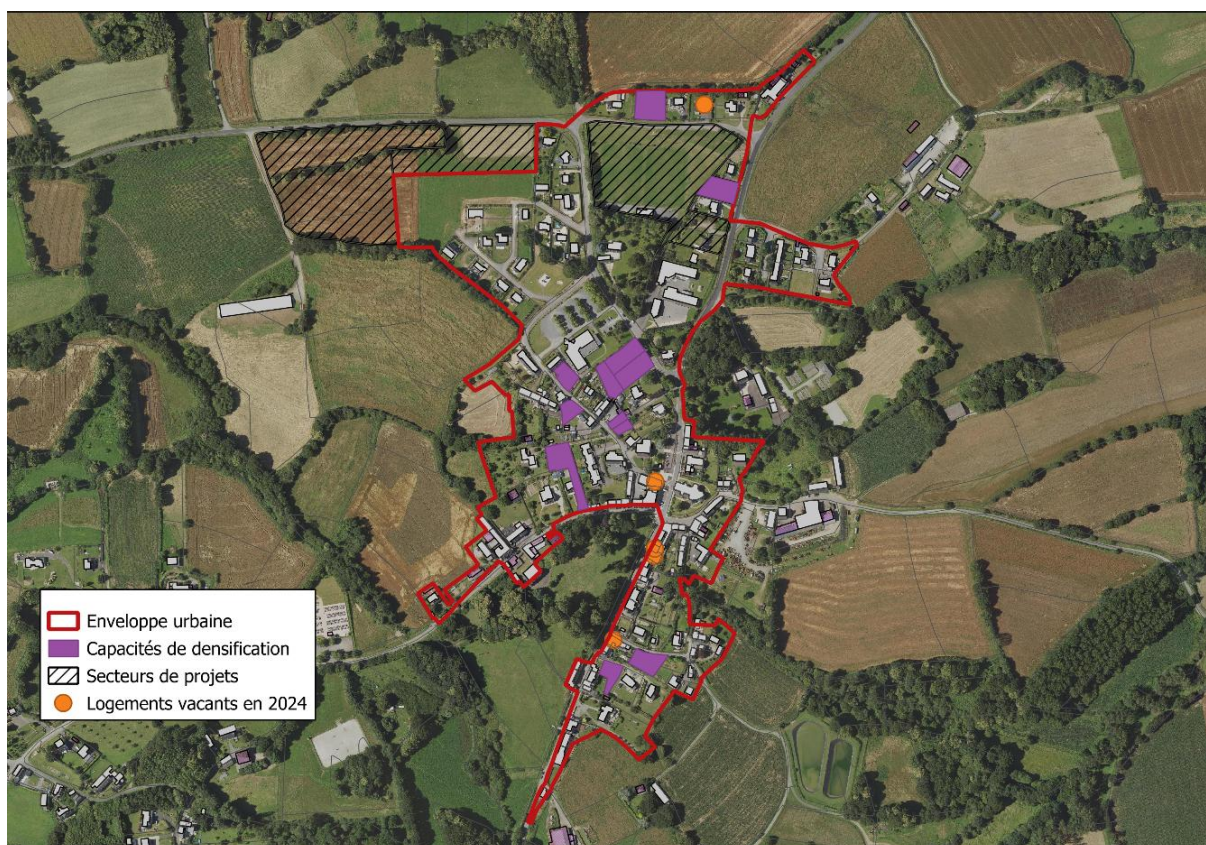 Enveloppe urbaine
Capacités de densification
Secteurs de projets
Logements vacants en 2024